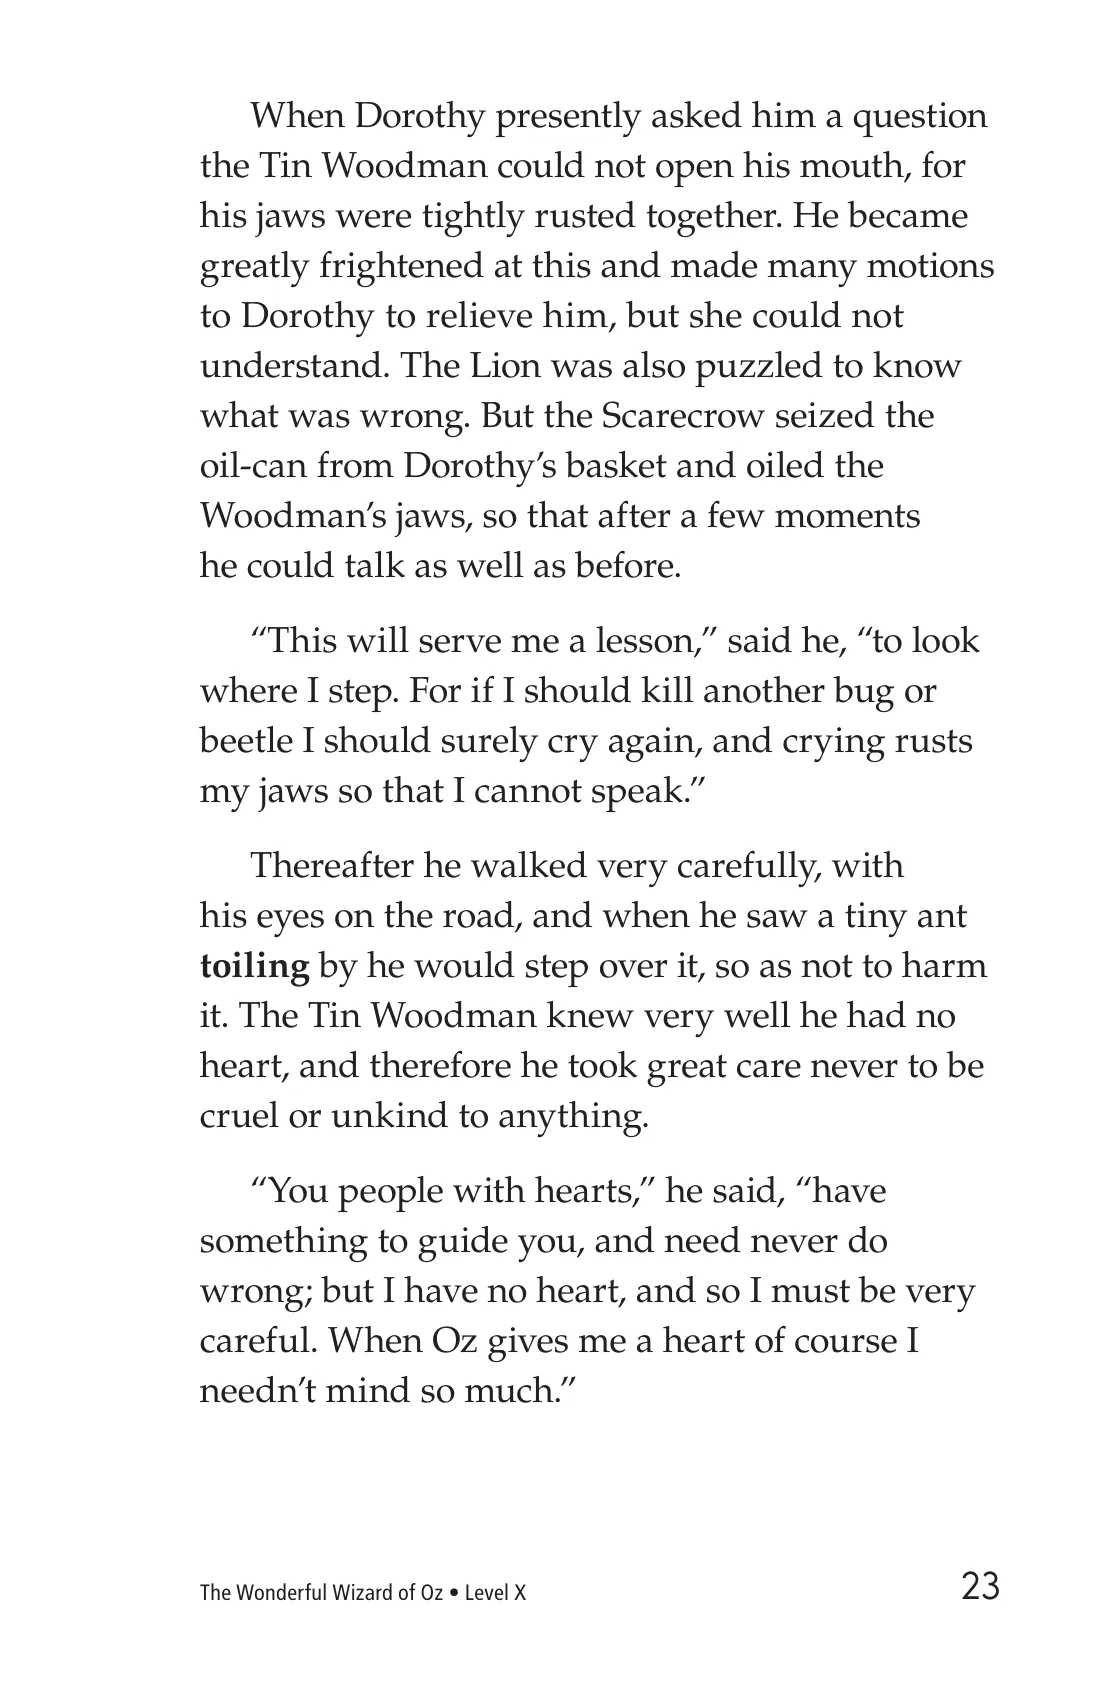 When Dorothy presently asked him a question
the Tin Woodman could not open his mouth, for
his jaws were tightly rusted together. He became
greatly frightened at this and made many motions
to Dorothy to relieve him, but she could not
understand. The Lion was also puzzled to know
what was wrong. But the Scarecrow seized the
oil-can from Dorothy’s basket and oiled the
Woodman’s jaws, so that after a few moments
he could talk as well as before.
“This will serve me a lesson,” said he, “to look
where I step. For if I should kill another bug or
beetle I should surely cry again, and crying rusts
my jaws so that I cannot speak.”
Thereafter he walked very carefully, with
his eyes on the road, and when he saw a tiny ant
toiling by he would step over it, so as not to harm
it. The Tin Woodman knew very well he had no
heart, and therefore he took great care never to be
cruel or unkind to anything.
“You people with hearts,” he said, “have
something to guide you, and need never do
wrong; but I have no heart, and so I must be very
careful. When Oz gives me a heart of course I
needn’t mind so much.”
The Wonderful Wizard of Oz • Level X
23